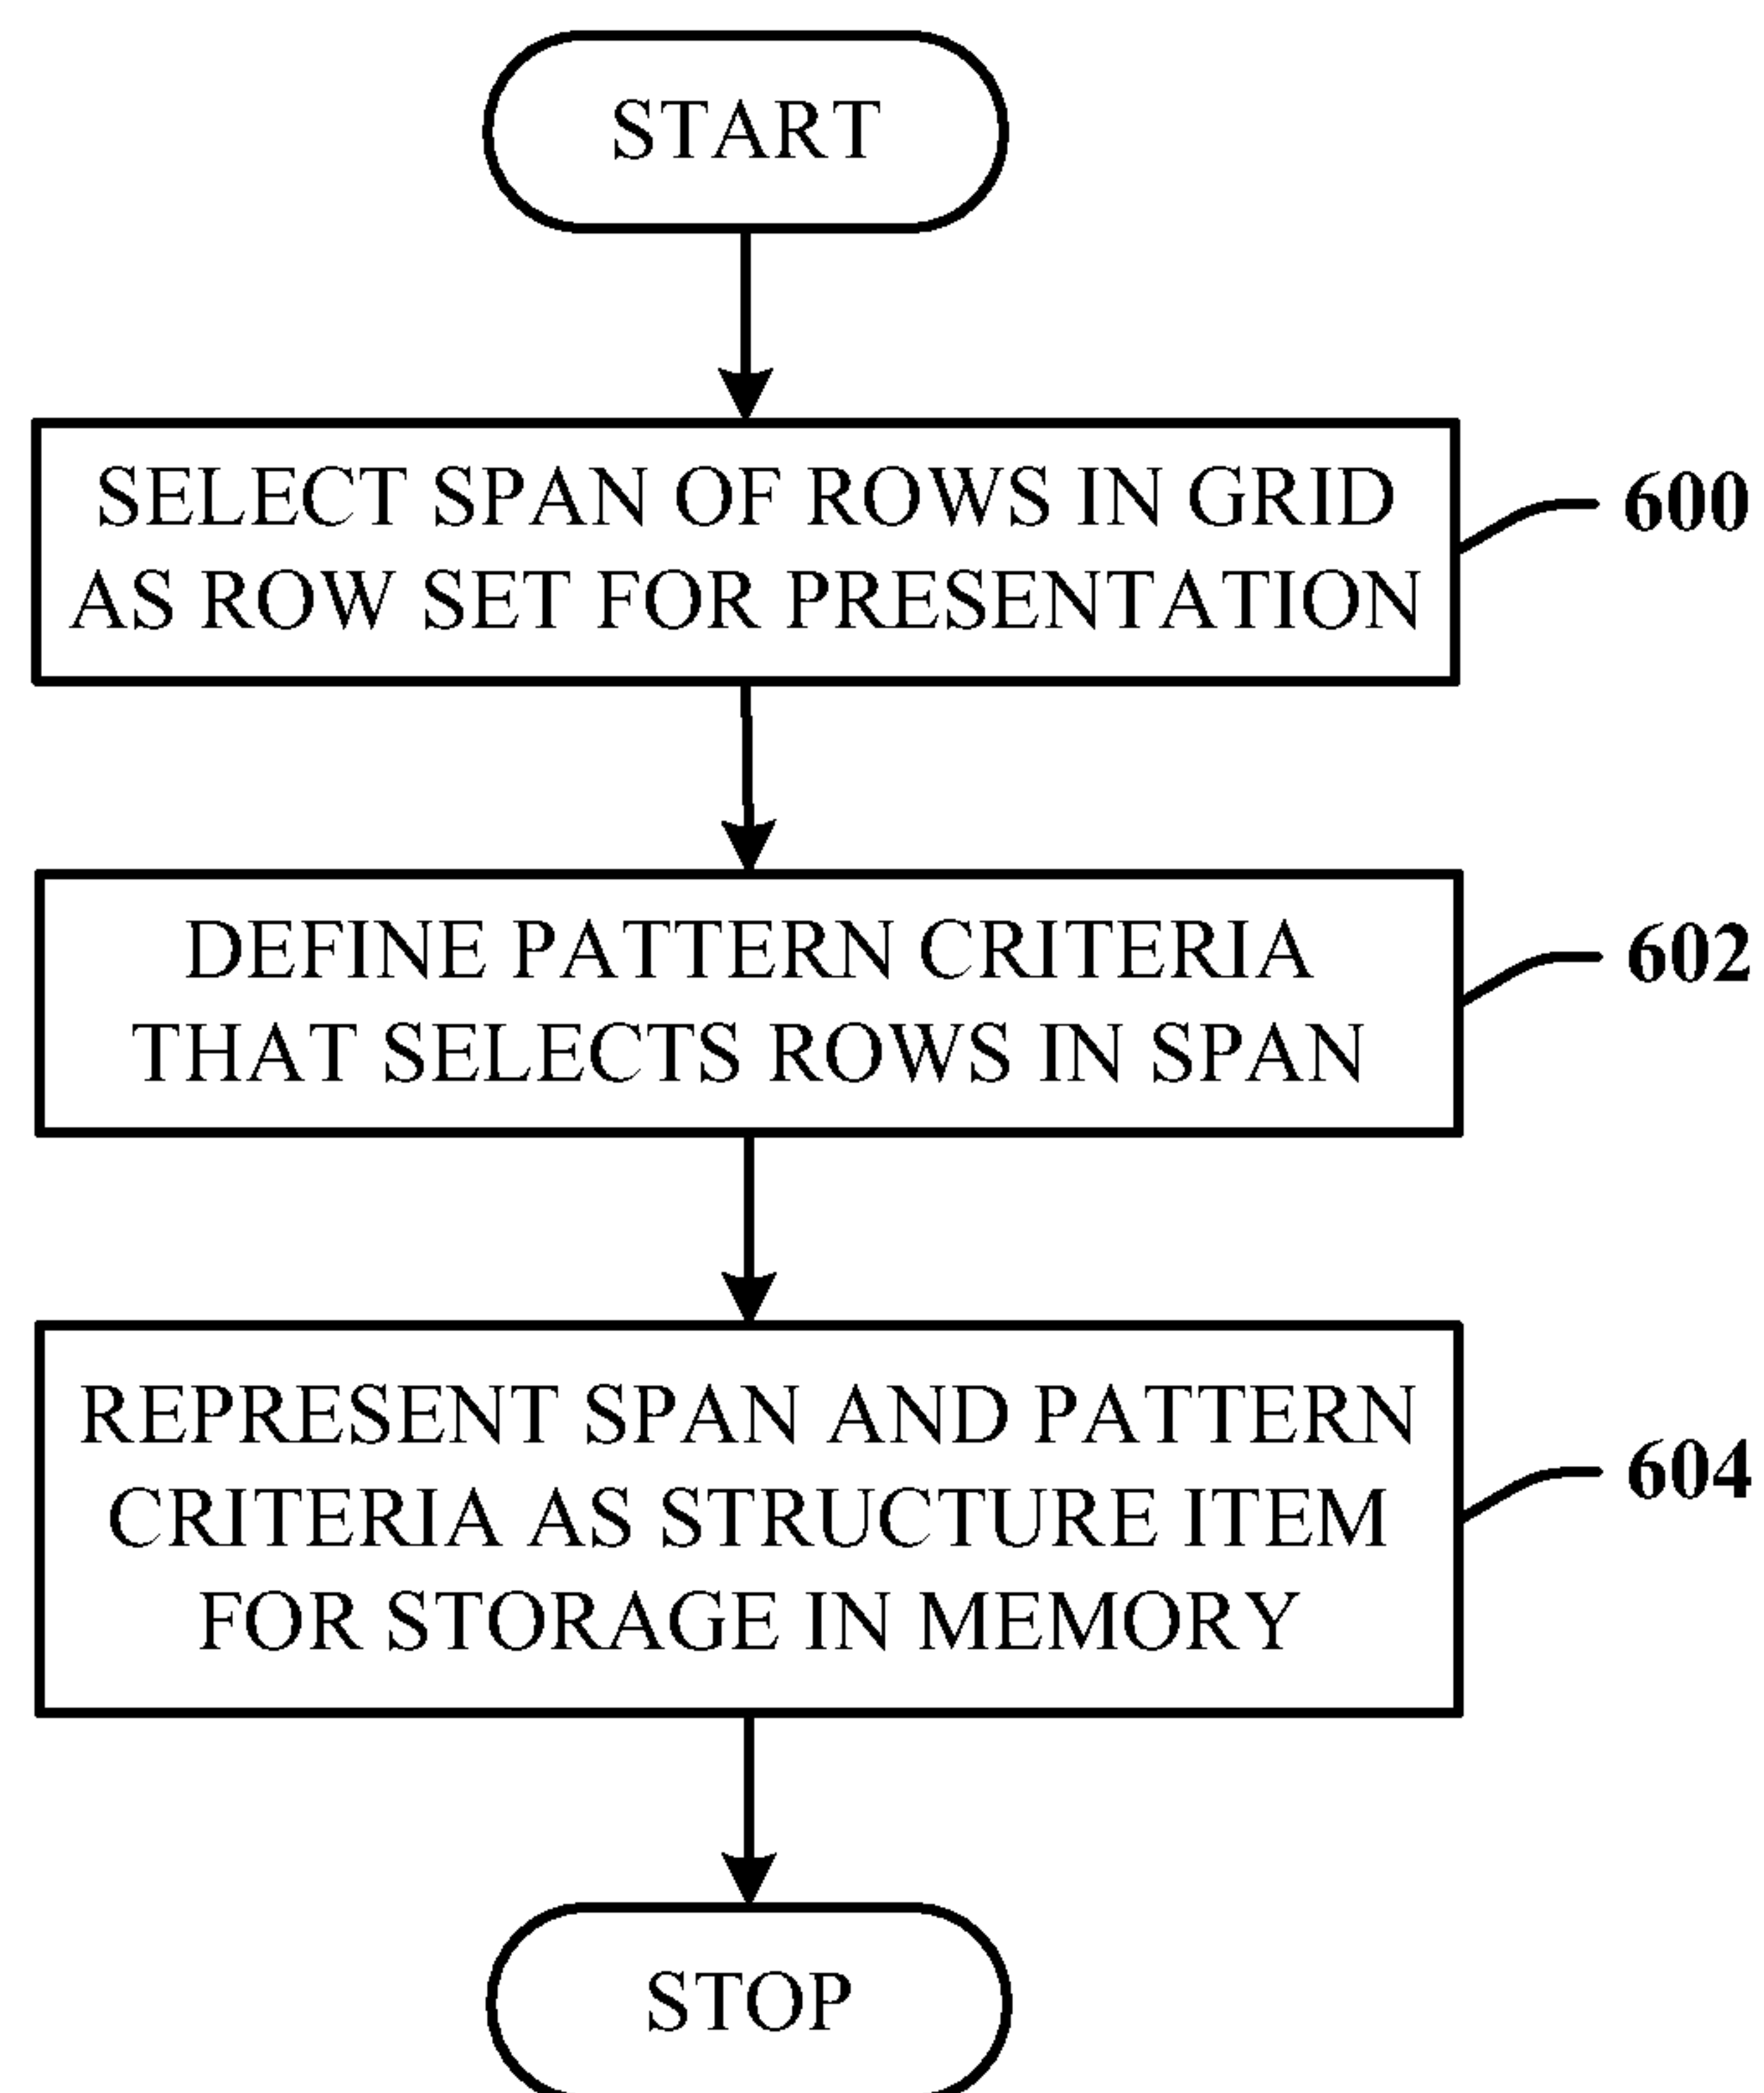 START
SELECT SPAN OF ROWS IN GRID
AS ROW SET FOR PRESENTATION
600
DEFINE PATTERN CRITERIA
THAT SELECTS ROWS IN SPAN
602
REPRESENT SPAN AND PATTERN
CRITERIA AS STRUCTURE ITEM
FOR STORAGE IN MEMORY
604
STOP